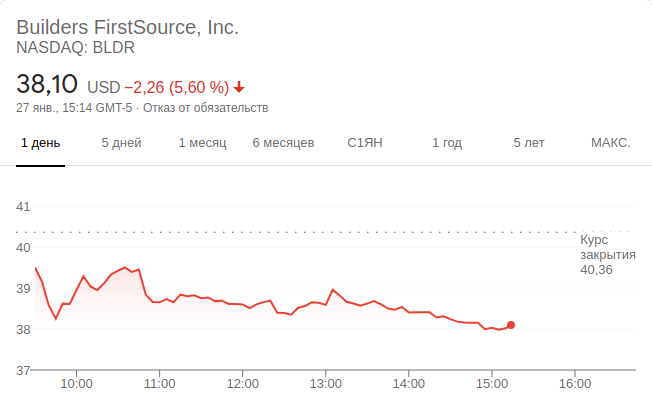 Builders FirstSource, Inc.
NASDAQ: BLDR
38,10 USD −2,26 (5,60 %)
27 янв., 15:14 GMT-5 · Отказ от обязательств
1 день 5 дней 1 месяц 6 месяцев С1ЯН 1 год 5 лет МАКС.
41
40
39
38
37
Курс
закрытия
40,36
10:00 11:00 12:00 13:00 14:00 15:00 16:00